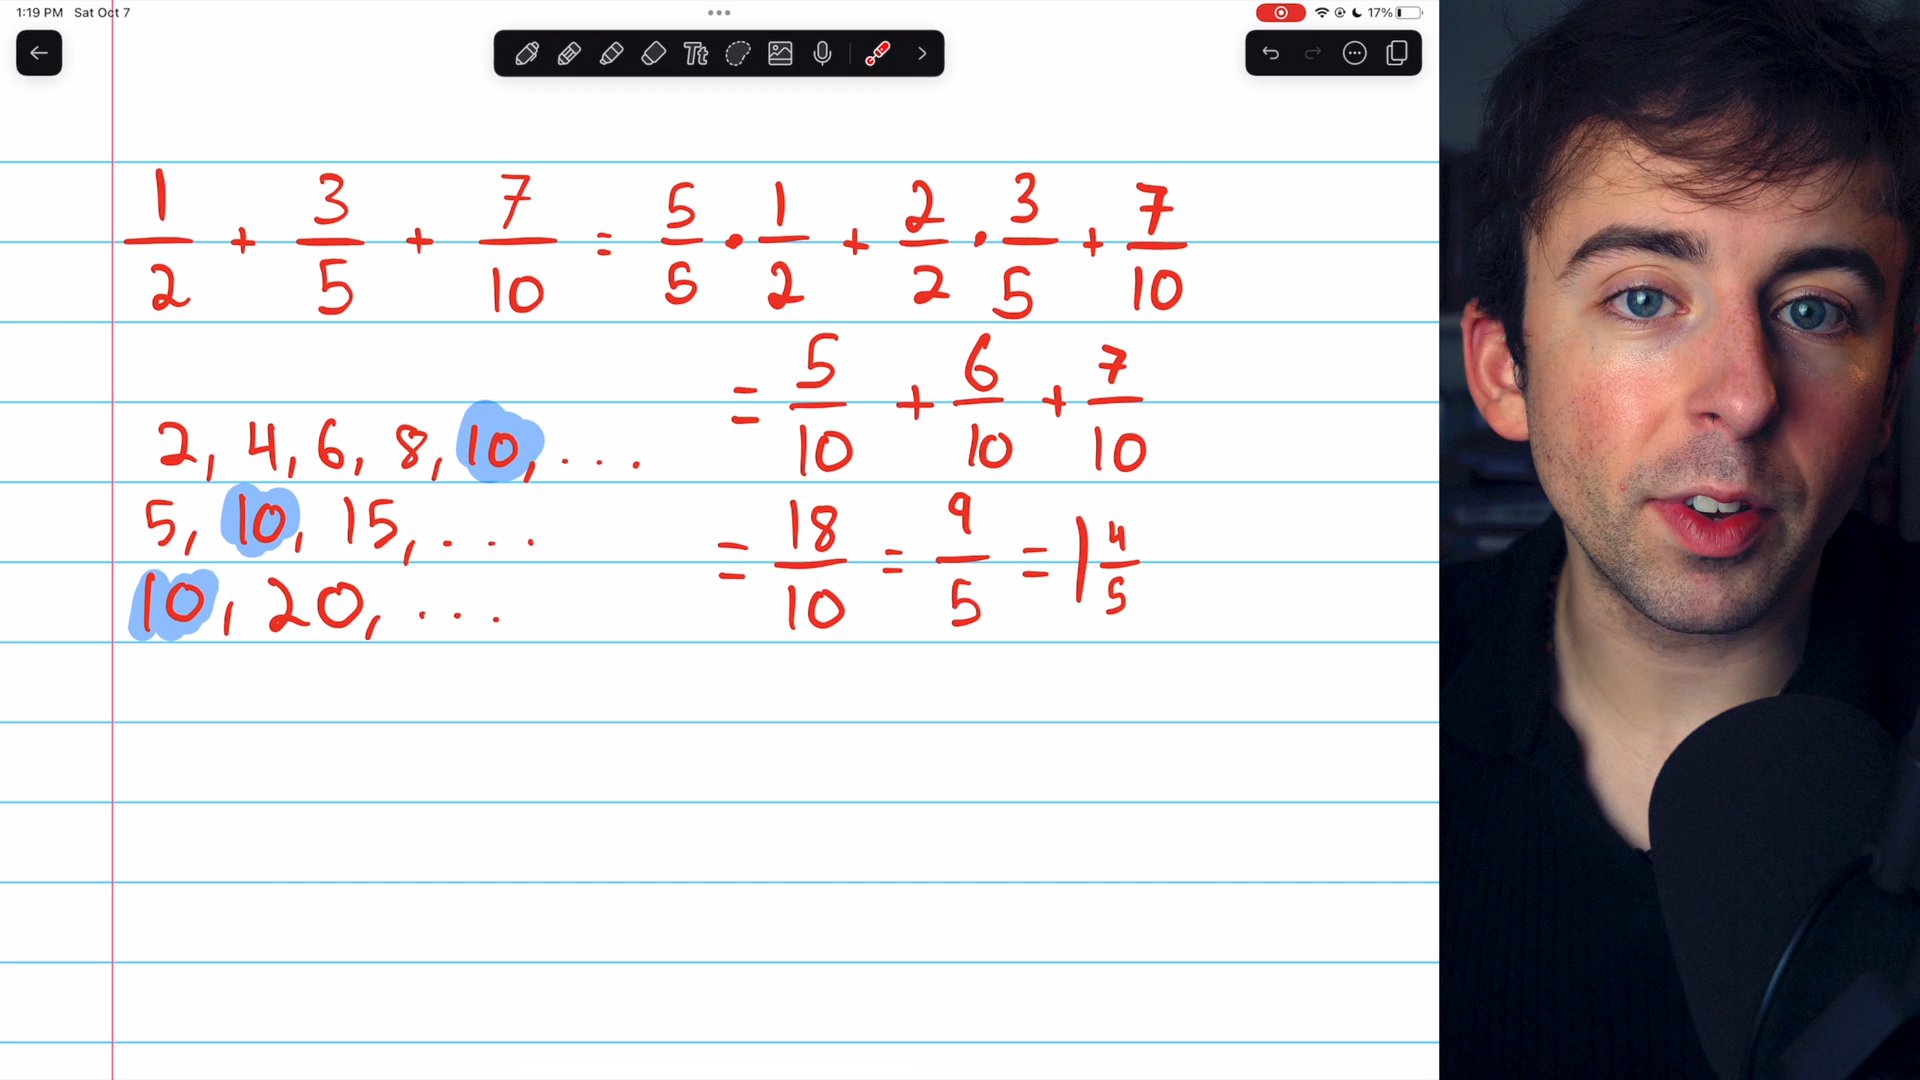 1:19 PM Sat Oct 7
17%
Tt
1/2 + 3/5 + 7/10 = 5/5 · 1/2 + 2/2 · 3/5 + 7/10
= 5/10 + 6/10 + 7/10
2, 4, 6, 8, 10, ...
5, 10, 15, ...
= 18/10 = 9/5 = 1 4/5
10, 20, ...